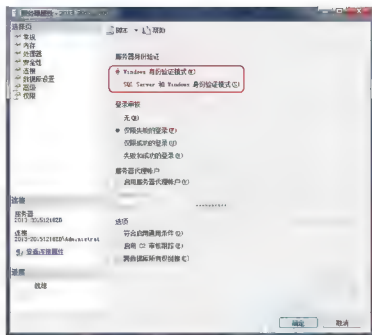 服务器属性 - 2013
选择页
常规
内存
处理器
安全性
连接
数据库设置
高级
权限
脚本
帮助
服务器身份验证
Windows 身份验证模式(W)
SQL Server 和 Windows 身份验证模式(S)
登录审核
无(N)
仅限失败的登录(F)
仅限成功的登录(U)
失败和成功的登录(B)
服务器代理帐户
启用服务器代理帐户(V)
选项
符合启用通用条件(O)
启用 C2 审核跟踪(2)
跨数据库所有权链接(C)
连接
服务器
连接
查看连接属性
进度
就绪
确定
取消